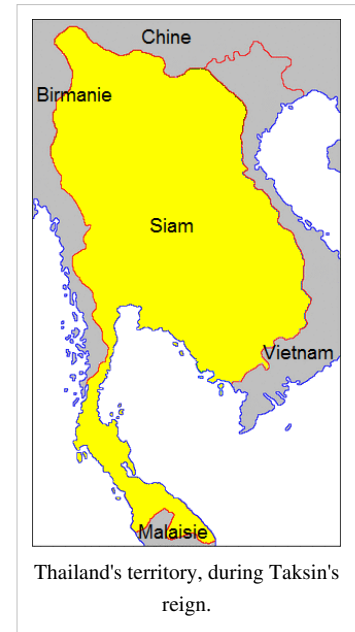 Chine
Birmanie
Siam
Vietnam
Malaisie
Thailand's territory, during Taksin's
reign.